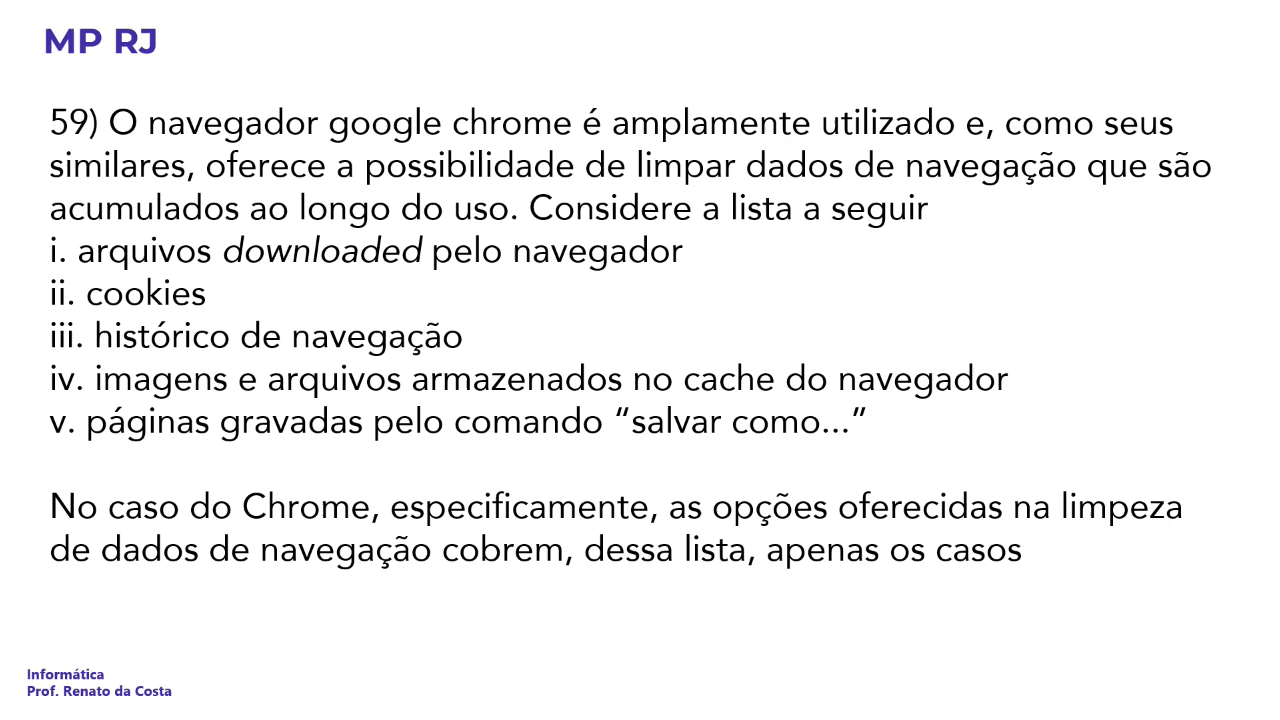 MP RJ
59) O navegador google chrome é amplamente utilizado e, como seus
similares, oferece a possibilidade de limpar dados de navegação que são
acumulados ao longo do uso. Considere a lista a seguir
i. arquivos downloaded pelo navegador
ii. cookies
iii. histórico de navegação
iv. imagens e arquivos armazenados no cache do navegador
v. páginas gravadas pelo comando “salvar como...”
No caso do Chrome, especificamente, as opções oferecidas na limpeza
de dados de navegação cobrem, dessa lista, apenas os casos
Informática
Prof. Renato da Costa